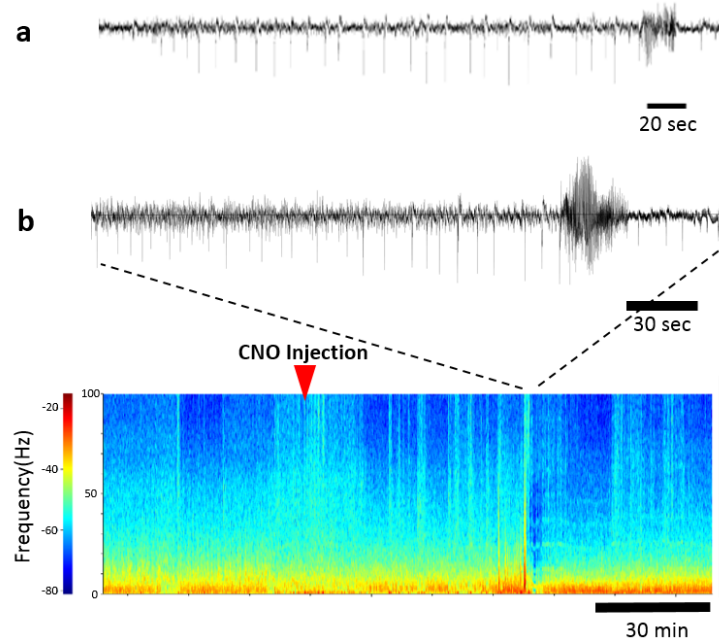 a
20 sec
b
30 sec
CNO Injection
Frequency(Hz)
-20
-40
-60
-80
100
50
0
30 min